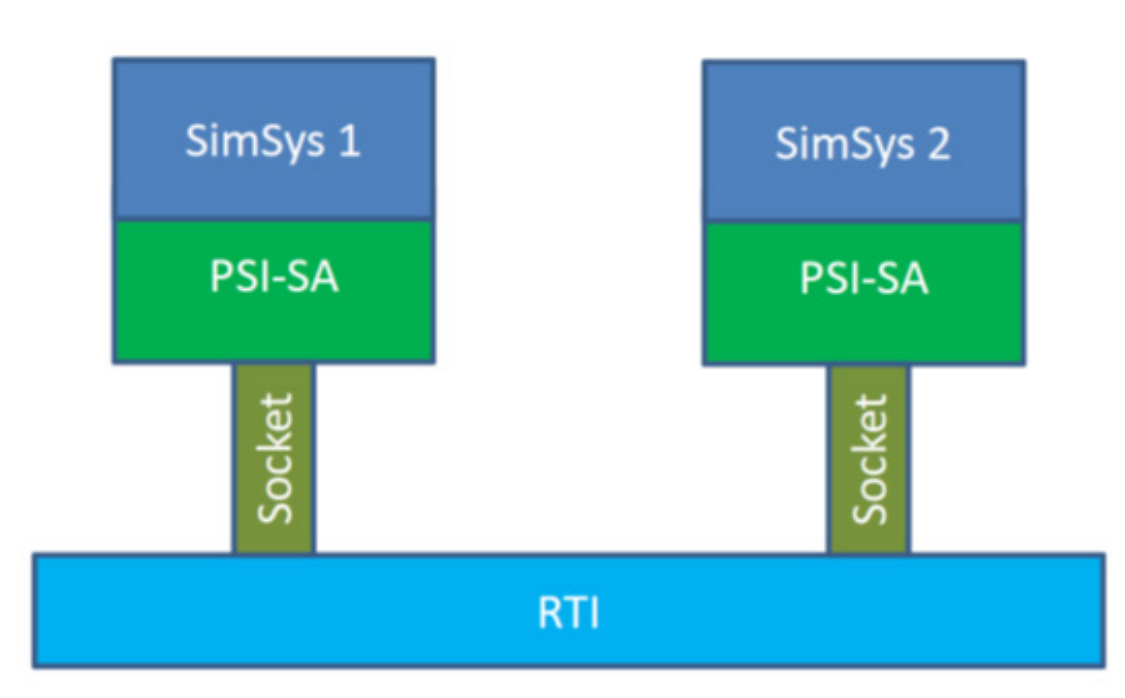 SimSys 1
SimSys 2
PSI-SA
PSI-SA
Socket
Socket
RTI